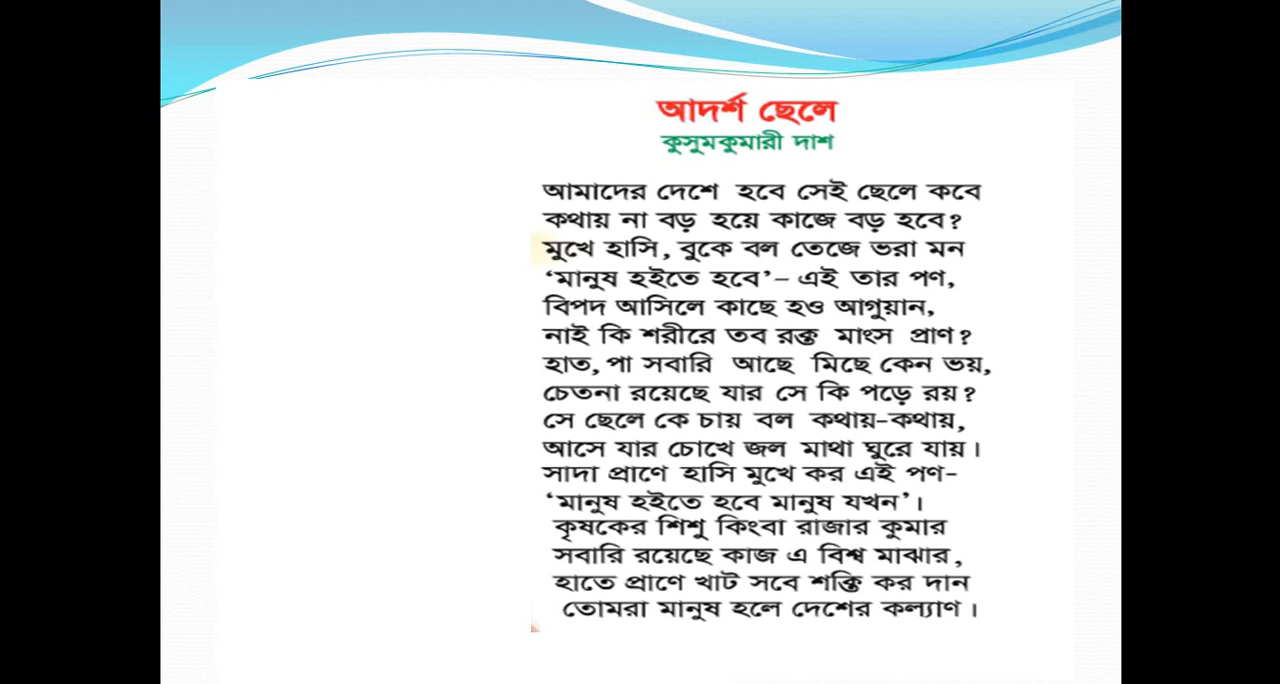 আদর্শ ছেলে
কুসুমকুমারী দাশ
আমাদের দেশে হবে সেই ছেলে কবে
কথায় না বড় হয়ে কাজে বড় হবে?
মুখে হাসি, বুকে বল তেজে ভরা মন
‘মানুষ হইতে হবে’- এই তার পণ,
বিপদ আসিলে কাছে হও আগুয়ান,
নাই কি শরীরে তব রক্ত মাংস প্রাণ?
হাত, পা সবারি আছে মিছে কেন ভয়,
চেতনা রয়েছে যার সে কি পড়ে রয়?
সে ছেলে কে চায় বল কথায়-কথায়,
আসে যার চোখে জল মাথা ঘুরে যায়।
সাদা প্রাণে হাসি মুখে কর এই পণ-
‘মানুষ হইতে হবে মানুষ যখন’।
কৃষকের শিশু কিংবা রাজার কুমার
সবারি রয়েছে কাজ এ বিশ্ব মাঝার,
হাতে প্রাণে খাট সবে শক্তি কর দান
তোমরা মানুষ হলে দেশের কল্যাণ।